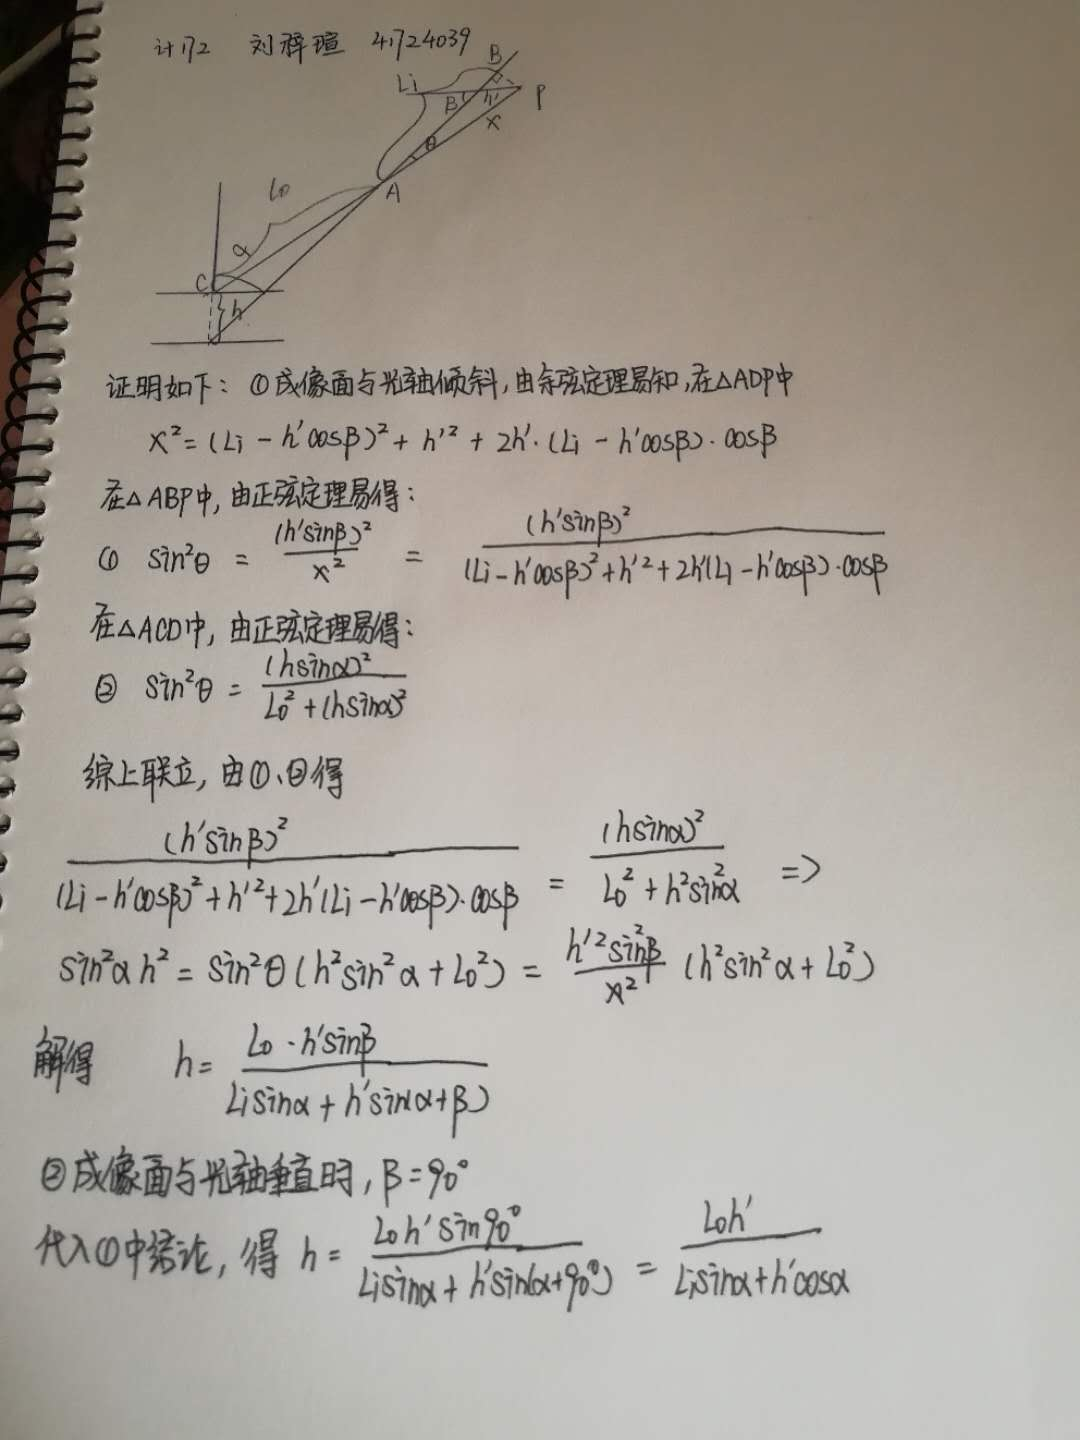 计172 刘梓瑄 41724039
B
Li β h' P
x
θ
Lo A
α
C
h
证明如下: ①成像面与光轴倾斜,由余弦定理易知,在△ADP中
x² = (Li - h'cosβ)² + h'² + 2h'·(Li - h'cosβ)·cosβ
在△ABP中,由正弦定理易得:
① sin²θ = (h'sinβ)²/x² = (h'sinβ)²/((Li-h'cosβ)²+h'²+2h'(Li-h'cosβ)·cosβ)
在△ACD中,由正弦定理易得:
② sin²θ = (hsinα)²/(Lo²+(hsinα)²)
综上联立,由①、②得
(h'sinβ)²/((Li-h'cosβ)²+h'²+2h'(Li-h'cosβ)·cosβ) = (hsinα)²/(Lo²+h²sin²α) =>
sin²αh² = sin²θ(h²sin²α+Lo²) = h'²sin²β/x² (h²sin²α+Lo²)
解得 h = Lo·h'sinβ/(Lisinα+h'sin(α+β))
②成像面与光轴垂直时,β=90°
代入①中结论,得 h = Loh'sin90°/(Lisinα+h'sin(α+90°)) = Loh'/(Lisinα+h'cosα)